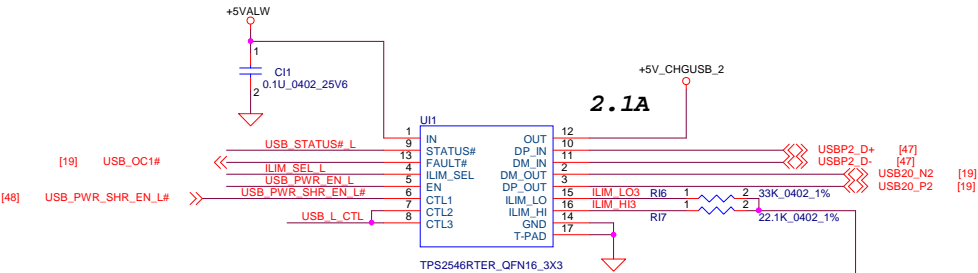 +5VALW
1
CI1
0.1U_0402_25V6
2
+5V_CHGUSB_2
2.1A
UI1
1 IN OUT 12
USB_STATUS#_L 9 STATUS# DP_IN 10 USBP2_D+ [47]
[19] USB_OC1# 13 FAULT# DM_IN 11 USBP2_D- [47]
ILIM_SEL_L 4 ILIM_SEL DM_OUT 2 USB20_N2 [19]
USB_PWR_EN_L 5 EN DP_OUT 3 USB20_P2 [19]
[48] USB_PWR_SHR_EN_L# USB_PWR_SHR_EN_L# 6 CTL1 ILIM_LO 15 ILIM_LO3 RI6 1 2 33K_0402_1%
7 CTL2 ILIM_HI 16 ILIM_HI3 RI7 1 2 22.1K_0402_1%
USB_L_CTL 8 CTL3 GND 14
T-PAD 17
TPS2546RTER_QFN16_3X3